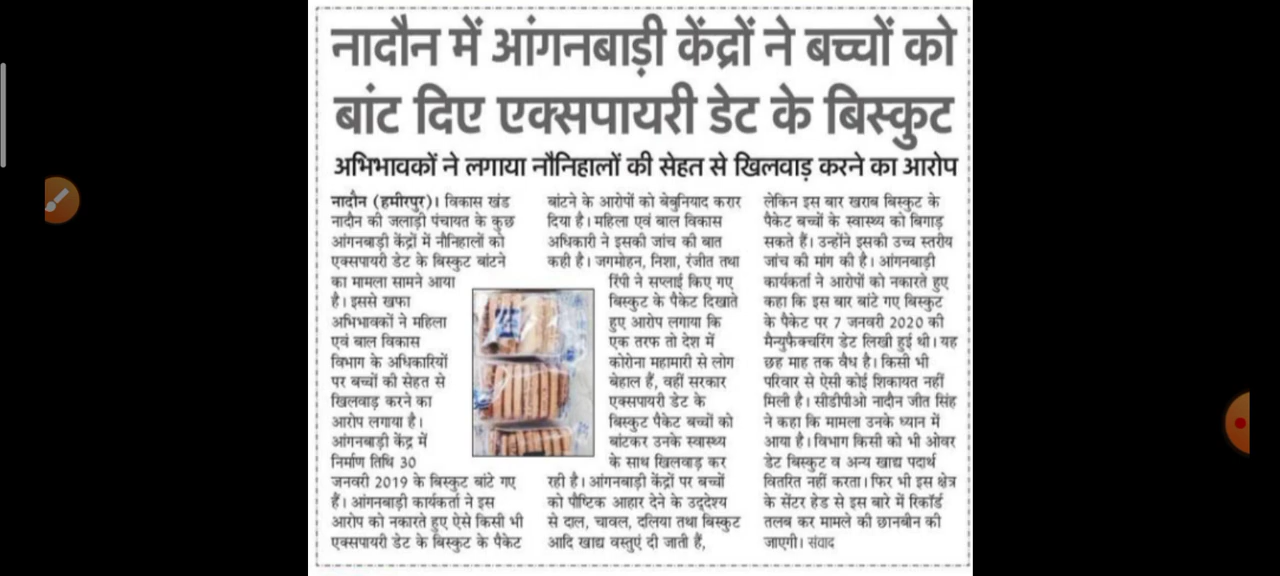 नादौन में आंगनबाड़ी केंद्रों ने बच्चों को
बांट दिए एक्सपायरी डेट के बिस्कुट
अभिभावकों ने लगाया नौनिहालों की सेहत से खिलवाड़ करने का आरोप
नादौन (हमीरपुर)। विकास खंड
नादौन की जलाड़ी पंचायत के कुछ
आंगनबाड़ी केंद्रों में नौनिहालों को
एक्सपायरी डेट के बिस्कुट बांटने
का मामला सामने आया
है। इससे खफा
अभिभावकों ने महिला
एवं बाल विकास
विभाग के अधिकारियों
पर बच्चों की सेहत से
खिलवाड़ करने का
आरोप लगाया है।
आंगनबाड़ी केंद्र में
निर्माण तिथि 30
जनवरी 2019 के बिस्कुट बांटे गए
हैं। आंगनबाड़ी कार्यकर्ता ने इस
आरोप को नकारते हुए ऐसे किसी भी
एक्सपायरी डेट के बिस्कुट के पैकेट
बांटने के आरोपों को बेबुनियाद करार
दिया है। महिला एवं बाल विकास
अधिकारी ने इसकी जांच की बात
कही है। जगमोहन, निशा, रंजीत तथा
रिंपी ने सप्लाई किए गए
बिस्कुट के पैकेट दिखाते
हुए आरोप लगाया कि
एक तरफ तो देश में
कोरोना महामारी से लोग
बेहाल हैं, वहीं सरकार
एक्सपायरी डेट के
बिस्कुट पैकेट बच्चों को
बांटकर उनके स्वास्थ्य
के साथ खिलवाड़ कर
रही है। आंगनबाड़ी केंद्रों पर बच्चों
को पौष्टिक आहार देने के उद्देश्य
से दाल, चावल, दलिया तथा बिस्कुट
आदि खाद्य वस्तुएं दी जाती हैं,
लेकिन इस बार खराब बिस्कुट के
पैकेट बच्चों के स्वास्थ्य को बिगाड़
सकते हैं। उन्होंने इसकी उच्च स्तरीय
जांच की मांग की है। आंगनबाड़ी
कार्यकर्ता ने आरोपों को नकारते हुए
कहा कि इस बार बांटे गए बिस्कुट
के पैकेट पर 7 जनवरी 2020 की
मैन्युफैक्चरिंग डेट लिखी हुई थी। यह
छह माह तक वैध है। किसी भी
परिवार से ऐसी कोई शिकायत नहीं
मिली है। सीडीपीओ नादौन जीत सिंह
ने कहा कि मामला उनके ध्यान में
आया है। विभाग किसी को भी ओवर
डेट बिस्कुट व अन्य खाद्य पदार्थ
वितरित नहीं करता। फिर भी इस क्षेत्र
के सेंटर हेड से इस बारे में रिकॉर्ड
तलब कर मामले की छानबीन की
जाएगी। संवाद